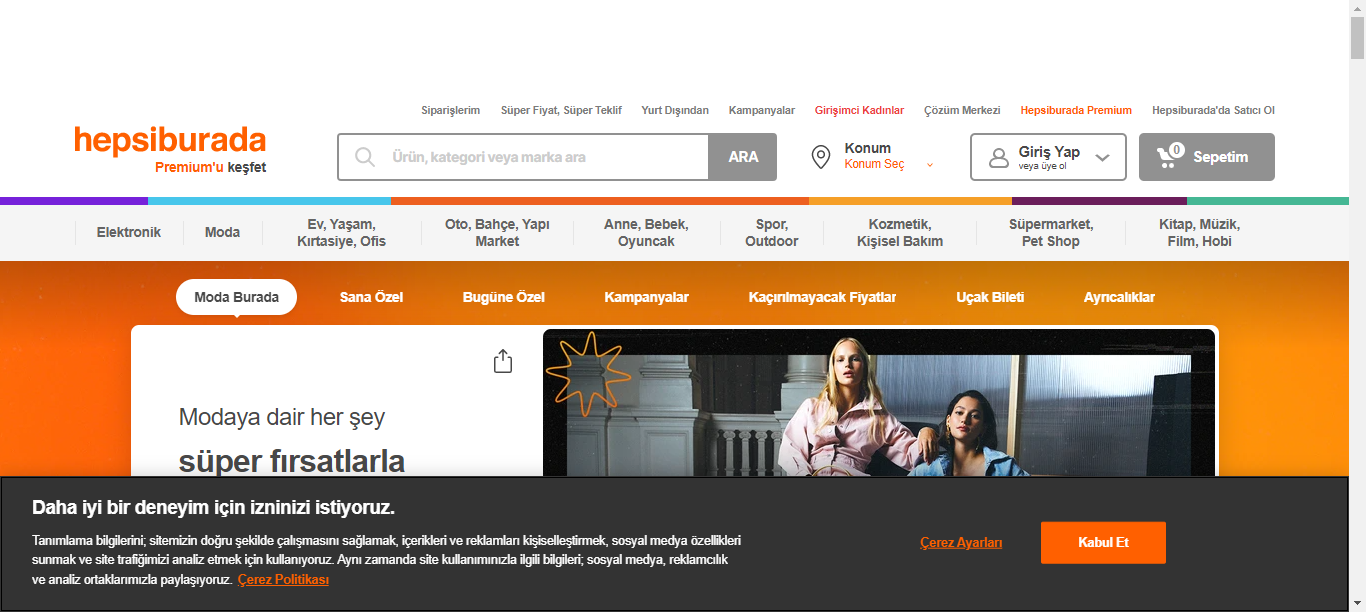 Siparişlerim Süper Fiyat, Süper Teklif Yurt Dışından Kampanyalar Girişimci Kadınlar Çözüm Merkezi Hepsiburada Premium Hepsiburada'da Satıcı Ol
hepsiburada
Premium'u keşfet
Ürün, kategori veya marka ara
ARA
Konum
Konum Seç
Giriş Yap
veya üye ol
0
Sepetim
Elektronik
Moda
Ev, Yaşam,
Kırtasiye, Ofis
Oto, Bahçe, Yapı
Market
Anne, Bebek,
Oyuncak
Spor,
Outdoor
Kozmetik,
Kişisel Bakım
Süpermarket,
Pet Shop
Kitap, Müzik,
Film, Hobi
Moda Burada Sana Özel Bugüne Özel Kampanyalar Kaçırılmayacak Fiyatlar Uçak Bileti Ayrıcalıklar
Modaya dair her şey
süper fırsatlarla
Daha iyi bir deneyim için izninizi istiyoruz.
Tanımlama bilgilerini; sitemizin doğru şekilde çalışmasını sağlamak, içerikleri ve reklamları kişiselleştirmek, sosyal medya özellikleri
sunmak ve site trafiğimizi analiz etmek için kullanıyoruz. Aynı zamanda site kullanımınızla ilgili bilgileri; sosyal medya, reklamcılık
ve analiz ortaklarımızla paylaşıyoruz. Çerez Politikası
Çerez Ayarları
Kabul Et